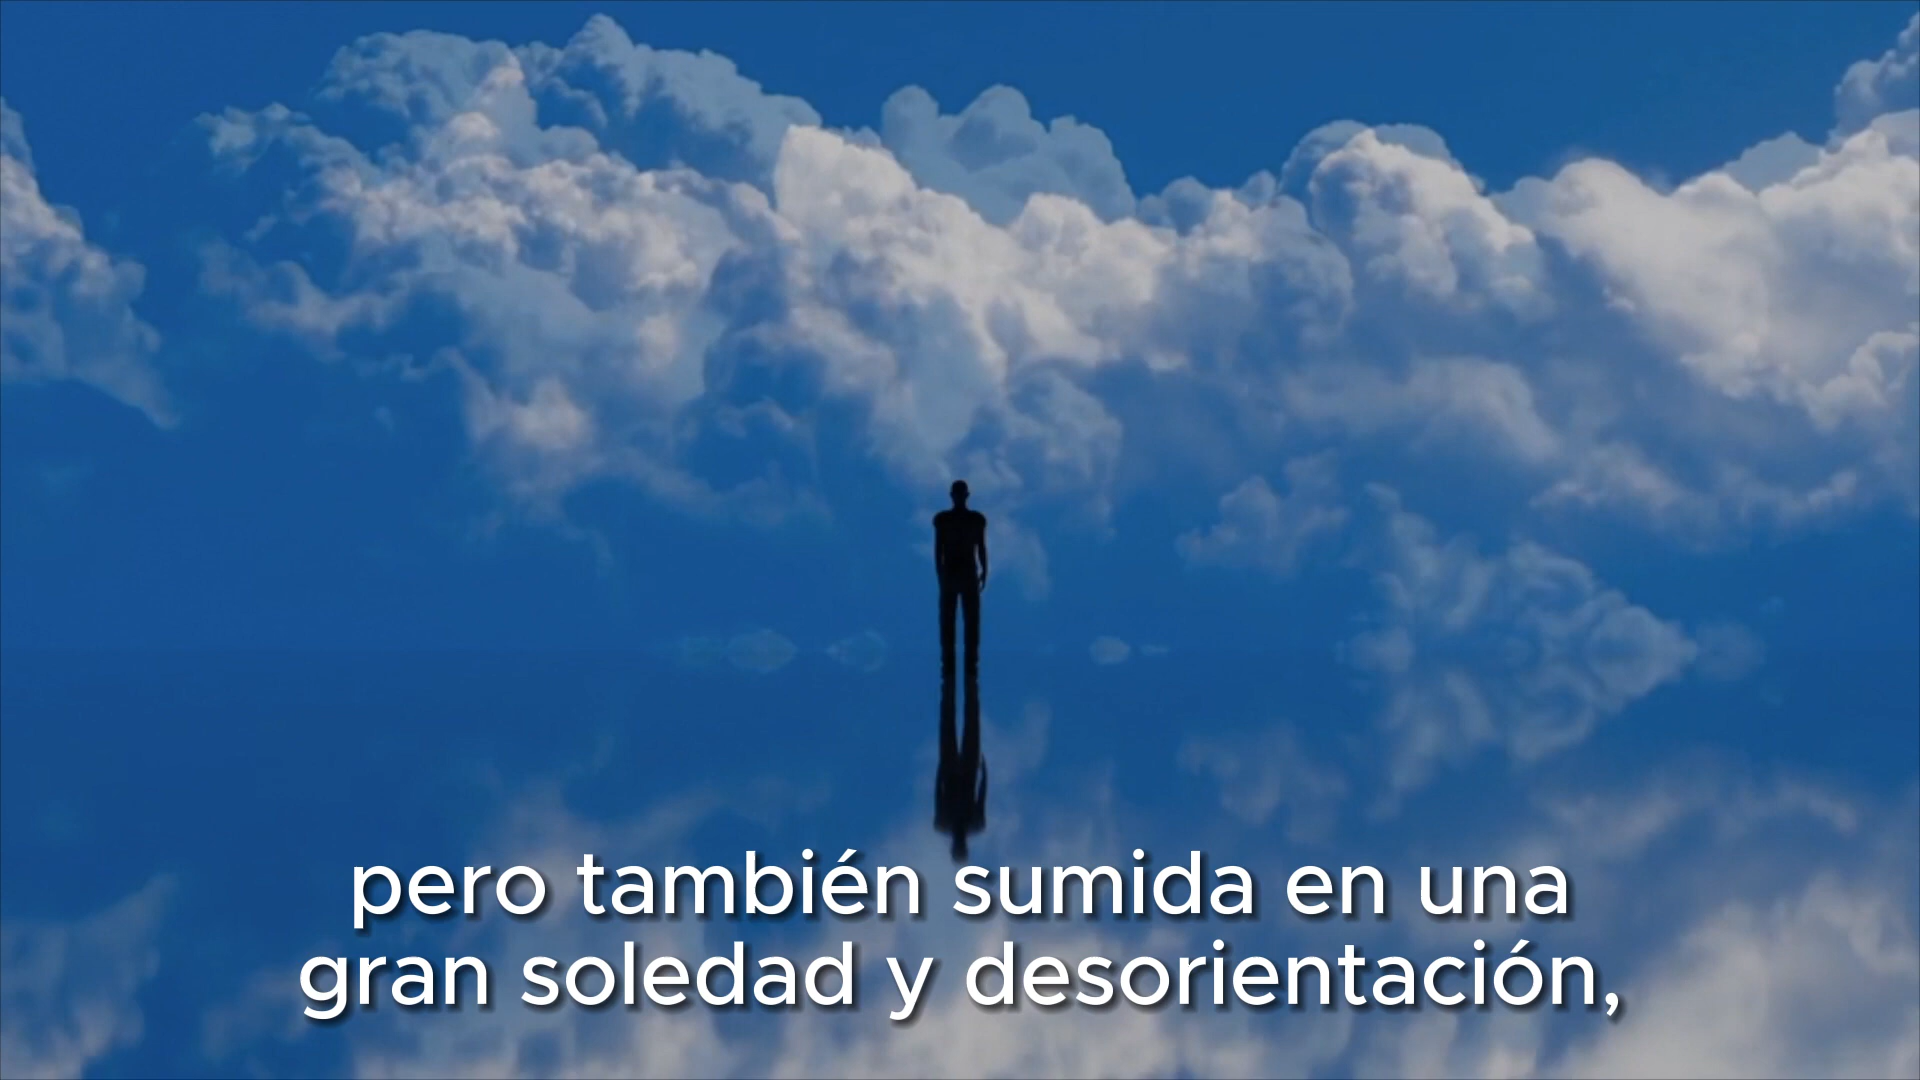 pero también sumida en una
gran soledad y desorientación,